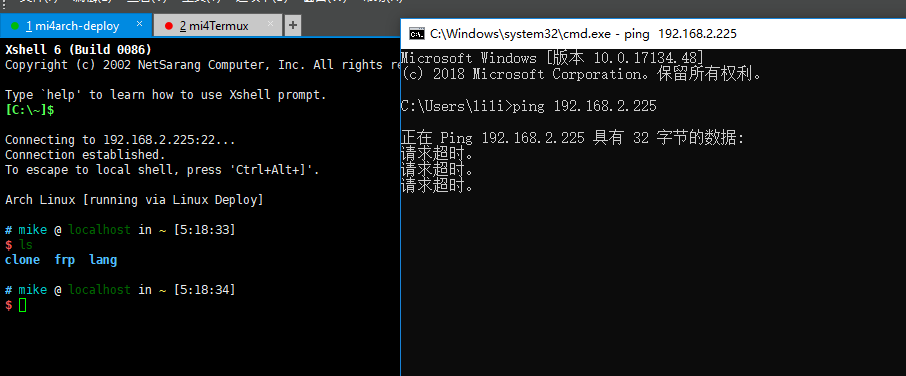 1 mi4arch-deploy
2 mi4Termux
Xshell 6 (Build 0086)
Copyright (c) 2002 NetSarang Computer, Inc. All rights re
Type `help' to learn how to use Xshell prompt.
[C:\~]$
Connecting to 192.168.2.225:22...
Connection established.
To escape to local shell, press 'Ctrl+Alt+]'.
Arch Linux [running via Linux Deploy]
# mike @ localhost in ~ [5:18:33]
$ ls
clone frp lang
# mike @ localhost in ~ [5:18:34]
$
C:\Windows\system32\cmd.exe - ping 192.168.2.225
Microsoft Windows [版本 10.0.17134.48]
(c) 2018 Microsoft Corporation。保留所有权利。
C:\Users\lili>ping 192.168.2.225
正在 Ping 192.168.2.225 具有 32 字节的数据:
请求超时。
请求超时。
请求超时。